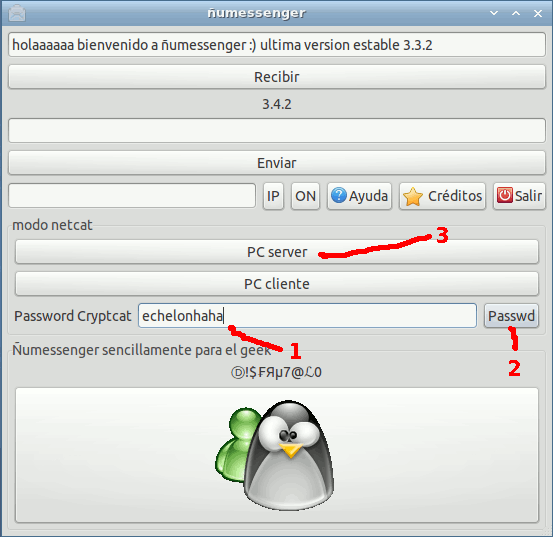 ñumessenger
holaaaaaa bienvenido a ñumessenger :) ultima version estable 3.3.2
Recibir
3.4.2
Enviar
IP ON Ayuda Créditos Salir
modo netcat
PC server 3
PC cliente
Password Cryptcat echelonhaha Passwd
1 2
Ñumessenger sencillamente para el geek
Ⓓ!$ҒЯµ7@ℒ0